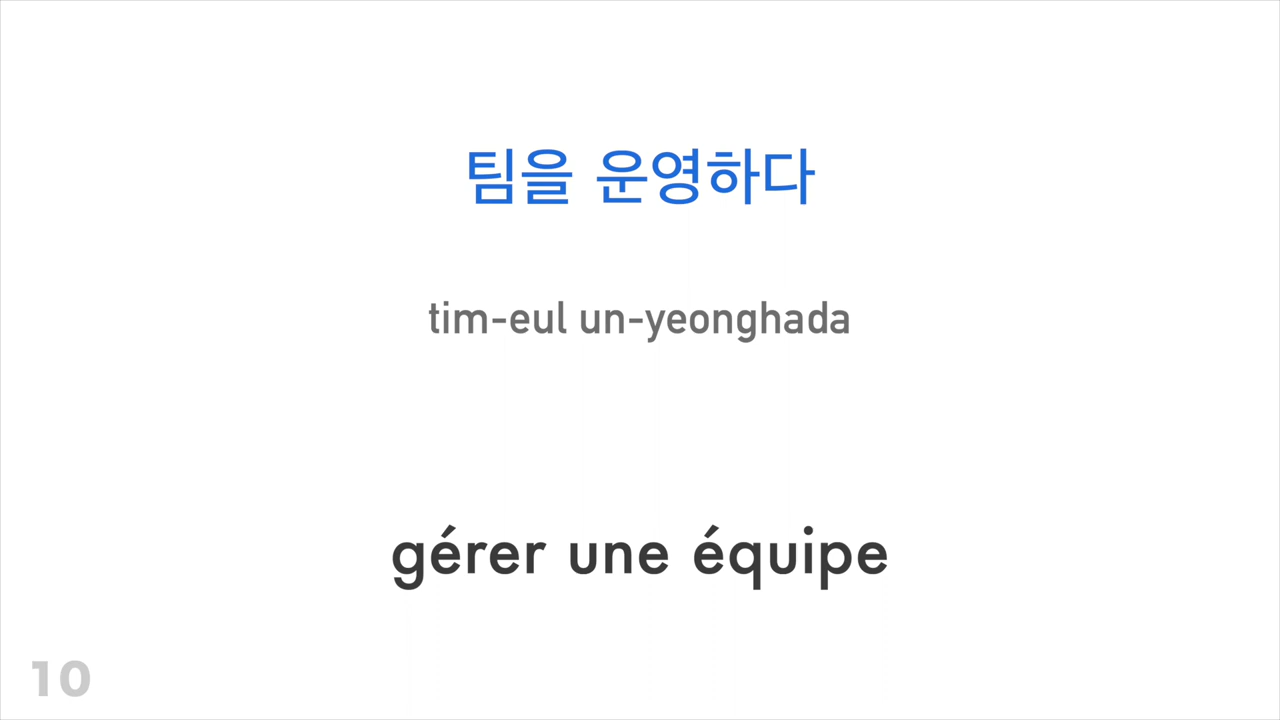 팀을 운영하다
tim-eul un-yeonghada
gérer une équipe
10